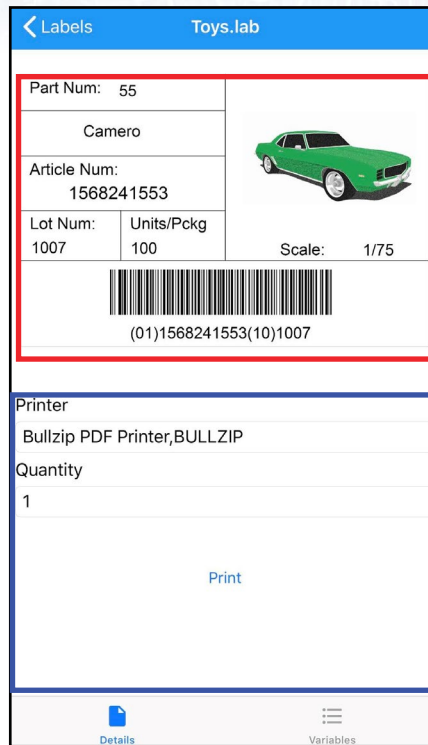 Labels Toys.lab
Part Num: 55
Camero
Article Num:
1568241553
Lot Num: Units/Pckg
1007 100 Scale: 1/75
(01)1568241553(10)1007
Printer
Bullzip PDF Printer,BULLZIP
Quantity
1
Print
Details Variables